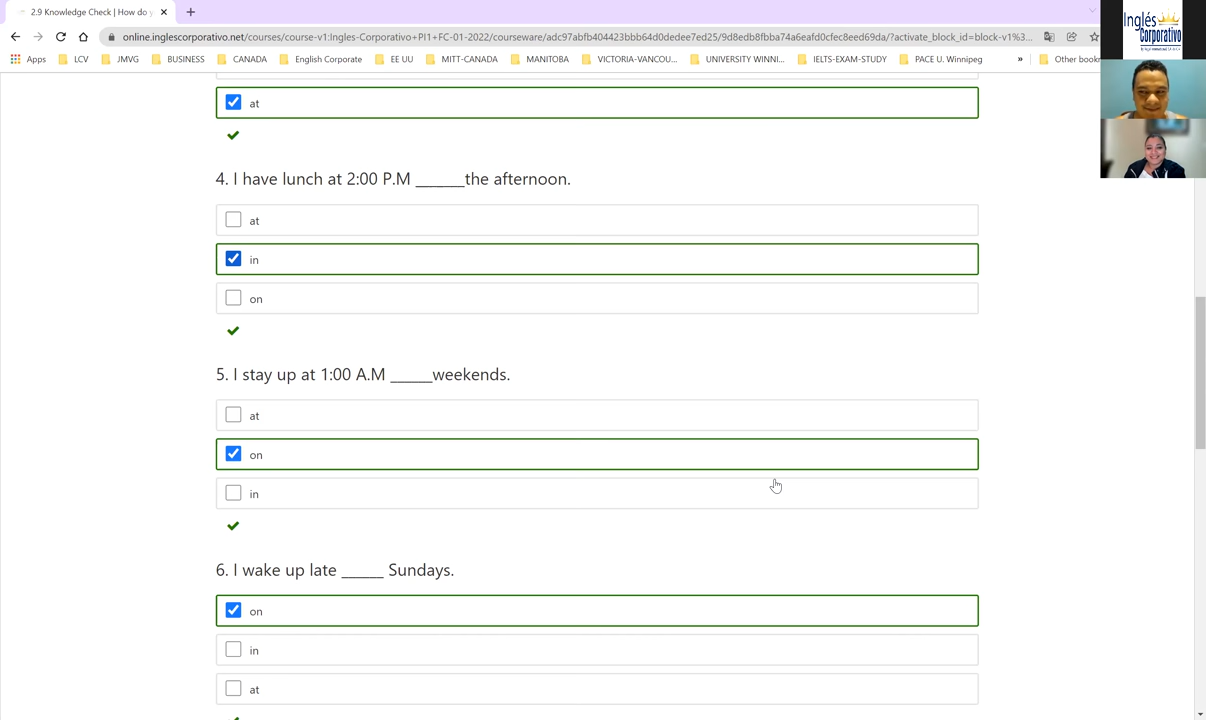 2.9 Knowledge Check | How do y
online.inglescorporativo.net/courses/course-v1:Ingles-Corporativo+PI1+FC-01-2022/courseware/adc97abfb404423bbb64d0dedee7ed25/9d8edb8fbba74a6eafd0cfec8eed69da/?activate_block_id=block-v1%3...
Apps LCV JMVG BUSINESS CANADA English Corporate EE UU MITT-CANADA MANITOBA VICTORIA-VANCOU... UNIVERSITY WINNI... IELTS-EXAM-STUDY PACE U. Winnipeg » Other bookm
Inglés
Corporativo
at
4. I have lunch at 2:00 P.M ______the afternoon.
at
in
on
5. I stay up at 1:00 A.M _____weekends.
at
on
in
6. I wake up late _____ Sundays.
on
in
at